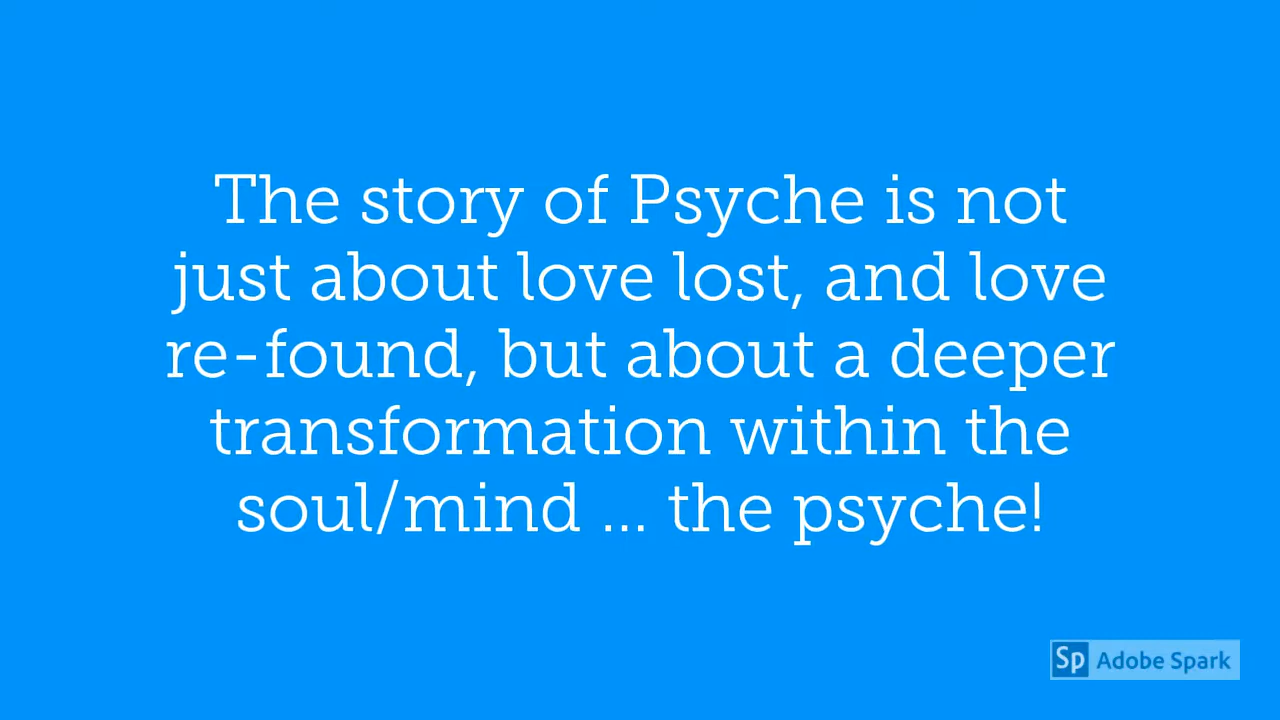 The story of Psyche is not
just about love lost, and love
re-found, but about a deeper
transformation within the
soul/mind ... the psyche!
Sp Adobe Spark